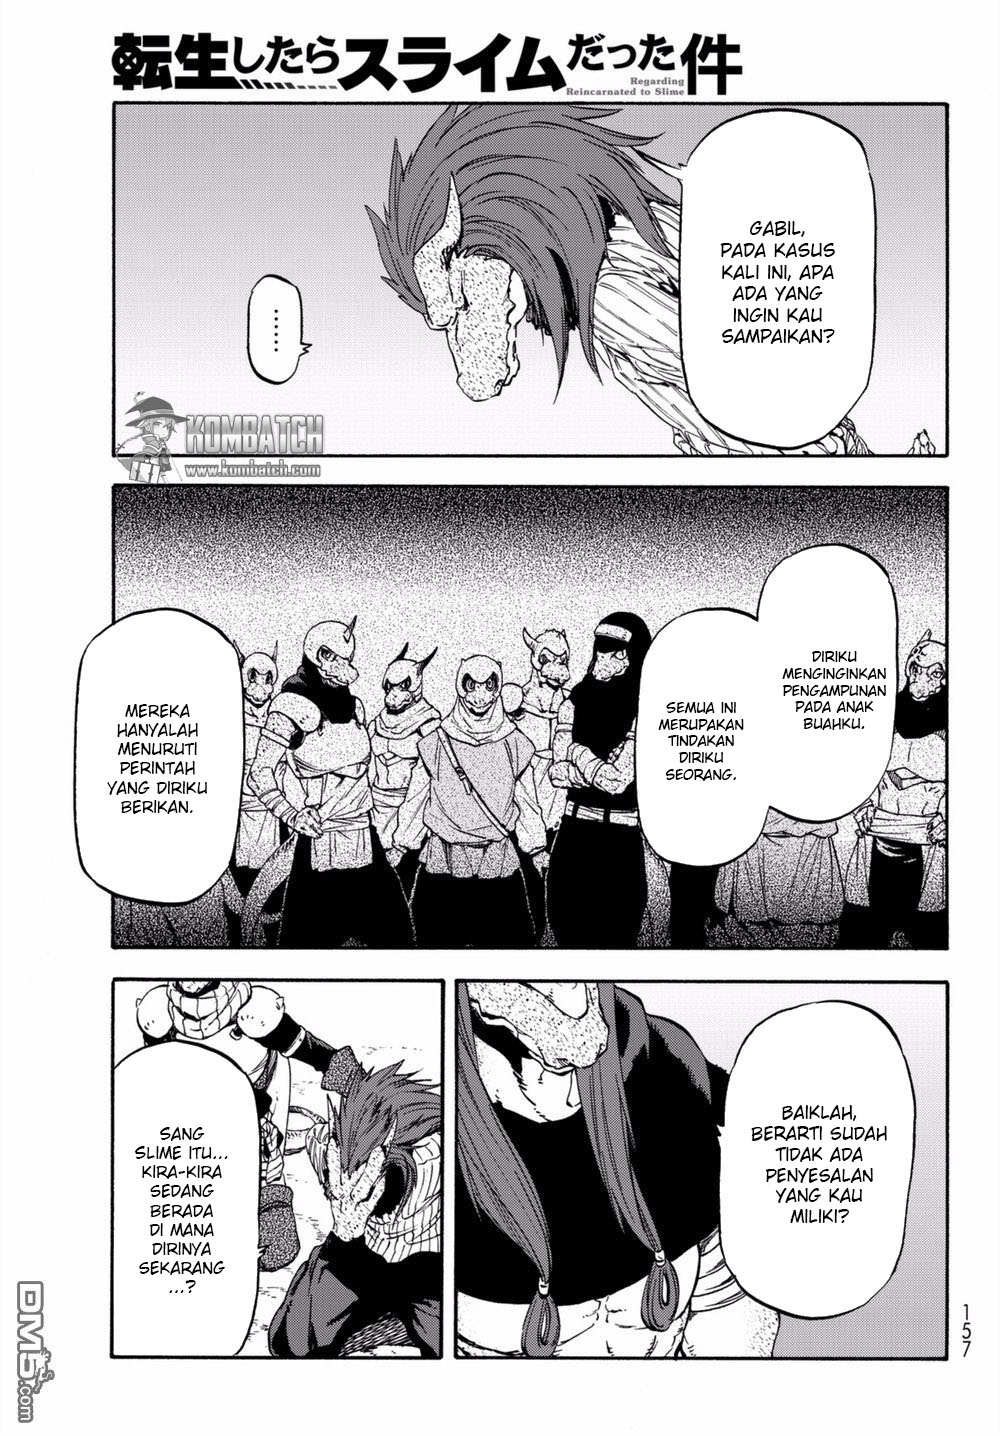 転生したらスライムだった件
Regarding
Reincarnated to Slime
GABIL,
PADA KASUS
KALI INI, APA
ADA YANG
INGIN KAU
SAMPAIKAN?
………
KOMBATCH
www.kombatch.com
DIRIKU
MENGINGINKAN
PENGAMPUNAN
PADA ANAK
BUAHKU.
SEMUA INI
MERUPAKAN
TINDAKAN
DIRIKU
SEORANG.
MEREKA
HANYALAH
MENURUTI
PERINTAH
YANG DIRIKU
BERIKAN.
BAIKLAH,
BERARTI SUDAH
TIDAK ADA
PENYESALAN
YANG KAU
MILIKI?
SANG
SLIME ITU...
KIRA-KIRA
SEDANG
BERADA
DI MANA
DIRINYA
SEKARANG
...?
157